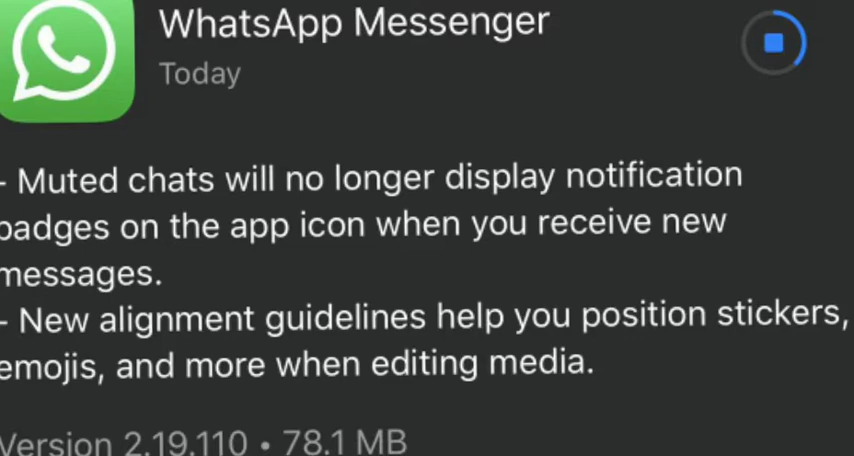 WhatsApp Messenger
Today
- Muted chats will no longer display notification
badges on the app icon when you receive new
messages.
- New alignment guidelines help you position stickers,
emojis, and more when editing media.
Version 2.19.110 • 78.1 MB